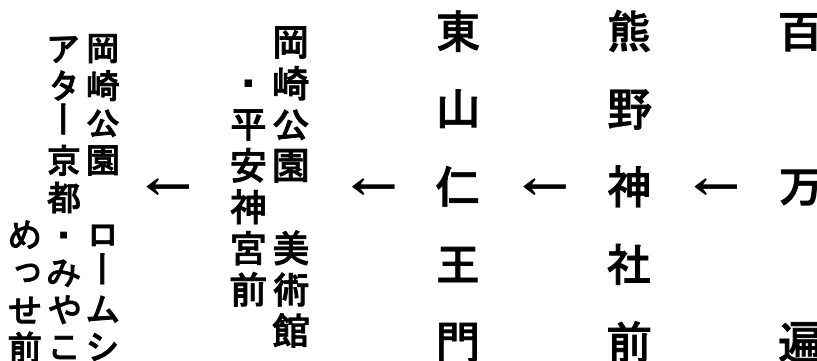 百万遍
←
熊野神社前
←
東山仁王門
←
岡崎公園 美術館
・平安神宮前
←
岡崎公園 ロームシ
アター京都・みやこ
めっせ前